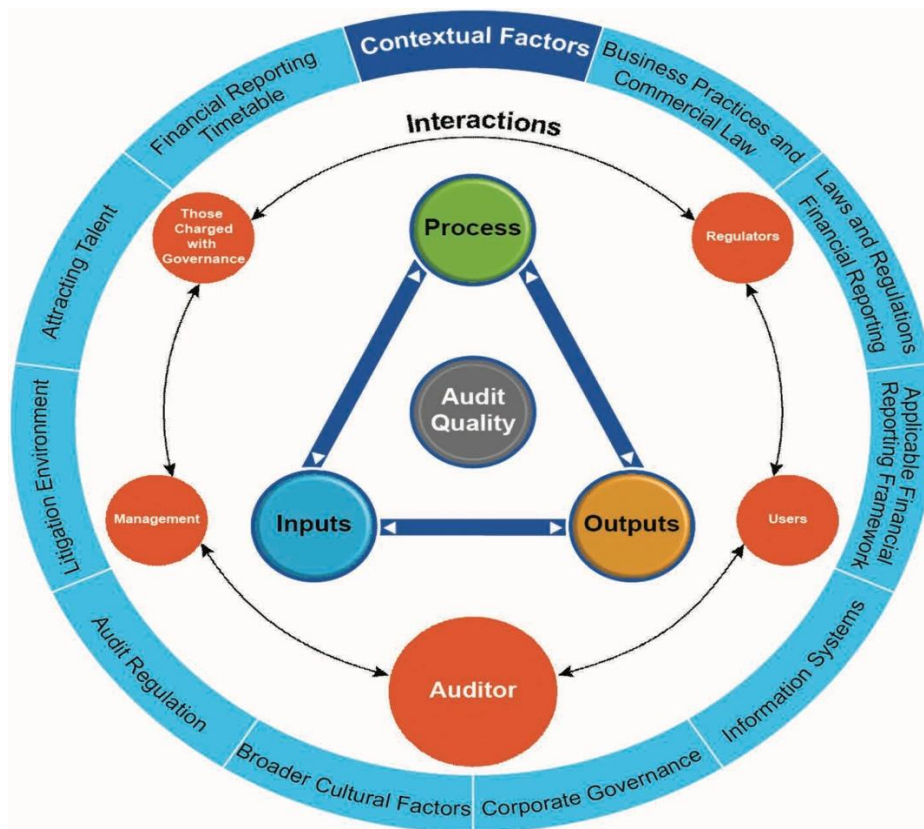 Contextual Factors
Business Practices and
Commercial Law
Laws and Regulations
Financial Reporting
Applicable Financial
Reporting Framework
Information Systems
Corporate Governance
Broader Cultural Factors
Audit Regulation
Litigation Environment
Attracting Talent
Financial Reporting
Timetable
Interactions
Those
Charged
with
Governance
Regulators
Management
Users
Auditor
Process
Audit
Quality
Inputs
Outputs